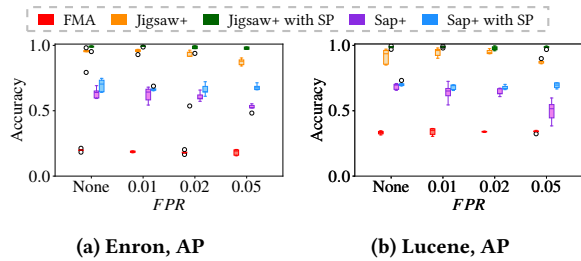 FMA Jigsaw+ Jigsaw+ with SP Sap+ Sap+ with SP
Accuracy
1.0
0.5
0.0
None 0.01 0.02 0.05
FPR
(a) Enron, AP
Accuracy
1.0
0.5
0.0
None 0.01 0.02 0.05
FPR
(b) Lucene, AP